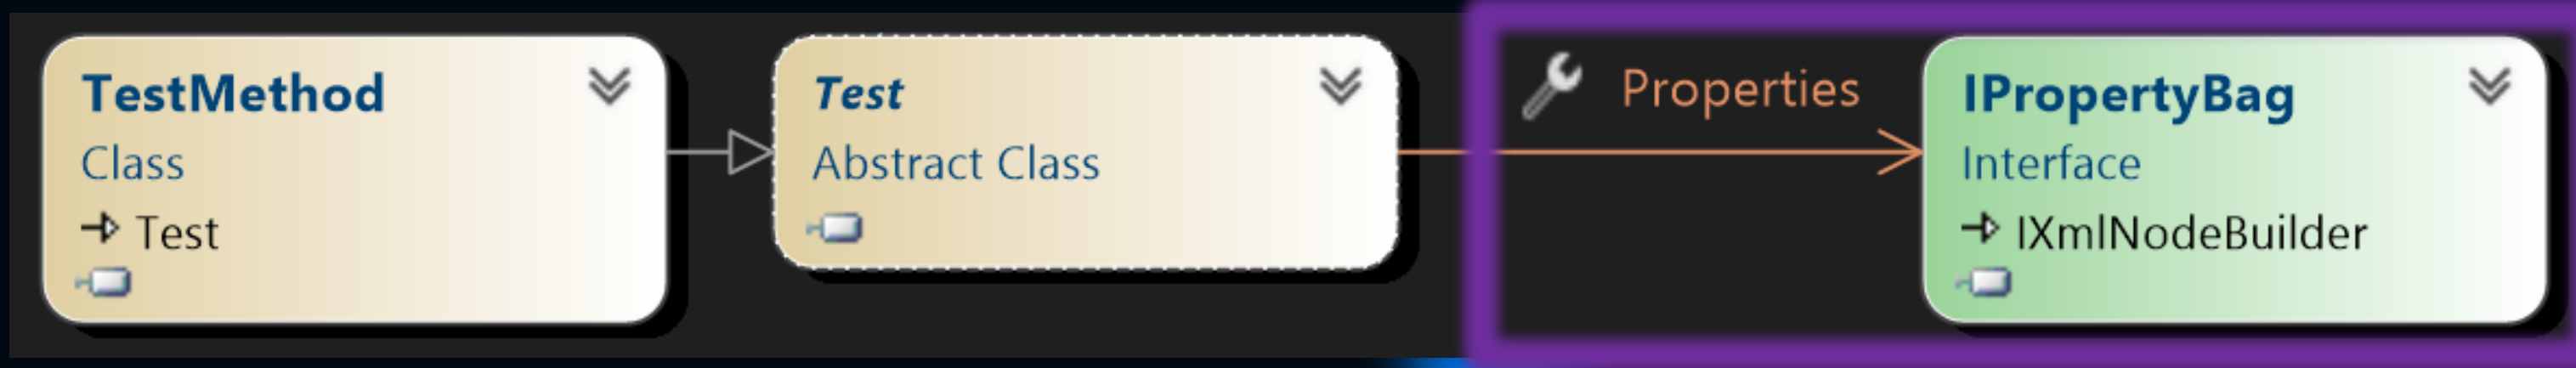 TestMethod
Class
Test
Test
Abstract Class
Properties
IPropertyBag
Interface
IXmlNodeBuilder